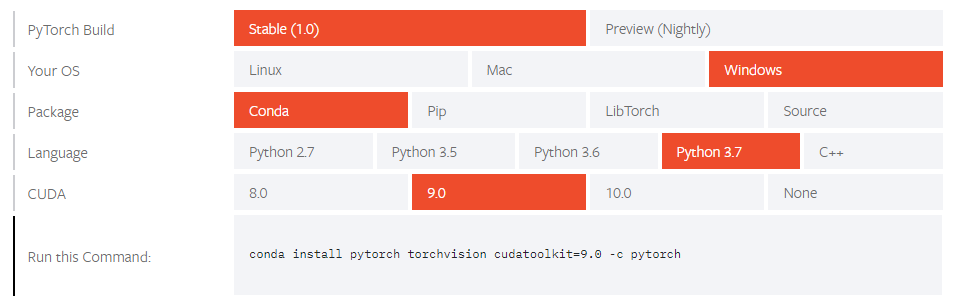 PyTorch Build Stable (1.0) Preview (Nightly)
Your OS Linux Mac Windows
Package Conda Pip LibTorch Source
Language Python 2.7 Python 3.5 Python 3.6 Python 3.7 C++
CUDA 8.0 9.0 10.0 None
Run this Command: conda install pytorch torchvision cudatoolkit=9.0 -c pytorch